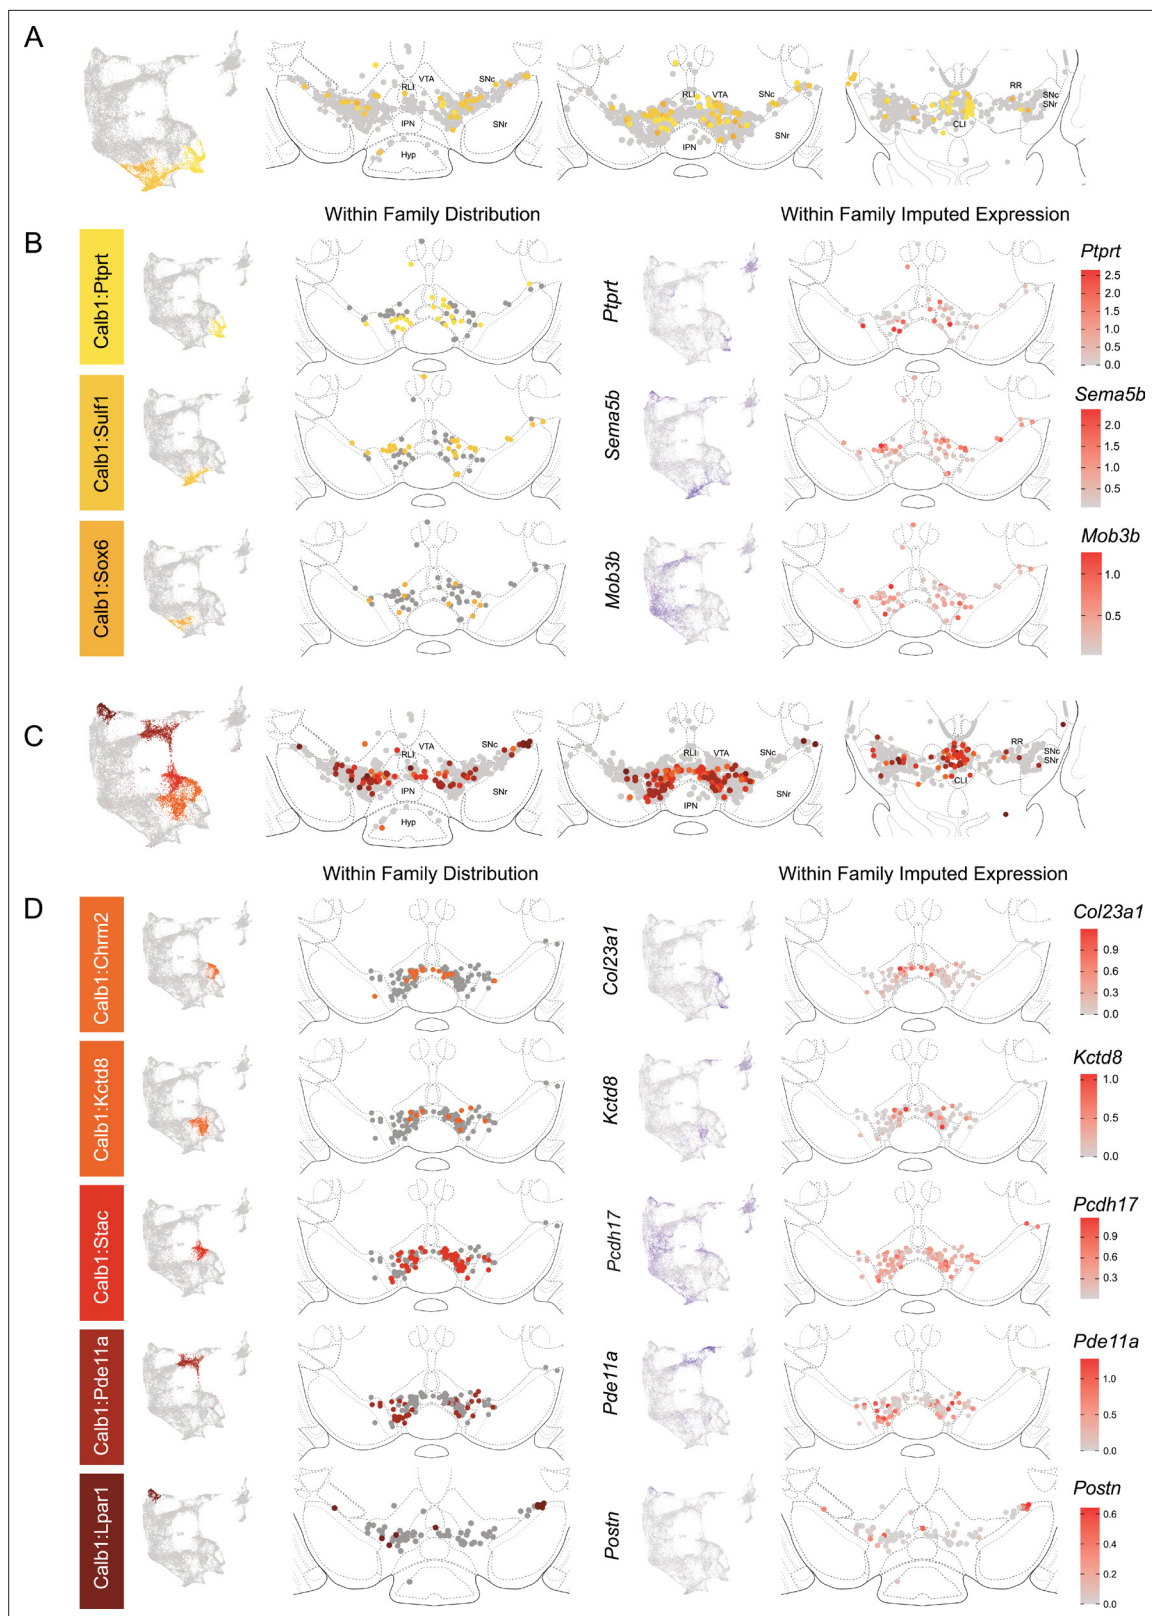 A
RLI VTA SNc
IPN SNr
Hyp
RLI VTA SNc
IPN SNr
RR SNc
SNr
CLI
Within Family Distribution Within Family Imputed Expression
B
Calb1:Ptprt
Ptprt
Ptprt
2.5
2.0
1.5
1.0
0.5
0.0
Calb1:Sulf1
Sema5b
Sema5b
2.0
1.5
1.0
0.5
Calb1:Sox6
Mob3b
Mob3b
1.0
0.5
C
RLI VTA SNc
IPN SNr
Hyp
RLI VTA SNc
IPN SNr
RR SNc
SNr
CLI
Within Family Distribution Within Family Imputed Expression
D
Calb1:Chrm2
Col23a1
Col23a1
0.9
0.6
0.3
0.0
Calb1:Kctd8
Kctd8
Kctd8
1.0
0.5
0.0
Calb1:Stac
Pcdh17
Pcdh17
0.9
0.6
0.3
Calb1:Pde11a
Pde11a
Pde11a
1.0
0.5
0.0
Calb1:Lpar1
Postn
Postn
0.6
0.4
0.2
0.0